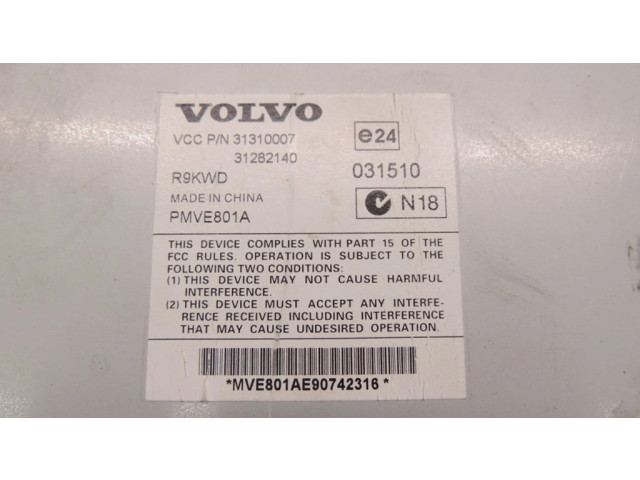 VOLVO
VCC P/N 31310007
31282140
e24
R9KWD
031510
MADE IN CHINA
PMVE801A
N18
THIS DEVICE COMPLIES WITH PART 15 OF THE
FCC RULES. OPERATION IS SUBJECT TO THE
FOLLOWING TWO CONDITIONS:
(1) THIS DEVICE MAY NOT CAUSE HARMFUL
INTERFERENCE.
(2) THIS DEVICE MUST ACCEPT ANY INTERFE-
RENCE RECEIVED INCLUDING INTERFERENCE
THAT MAY CAUSE UNDESIRED OPERATION.
*MVE801AE90742316*